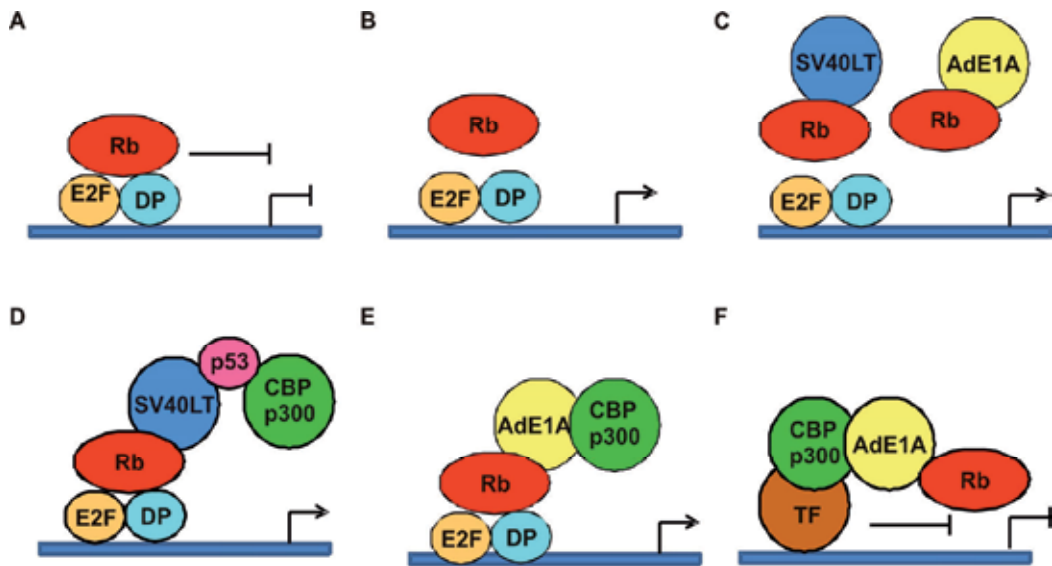 A
Rb
E2F
DP
B
Rb
E2F
DP
C
SV40LT
AdE1A
Rb
Rb
E2F
DP
D
p53
SV40LT
CBP
p300
Rb
E2F
DP
E
AdE1A
CBP
p300
Rb
E2F
DP
F
CBP
p300
AdE1A
Rb
TF